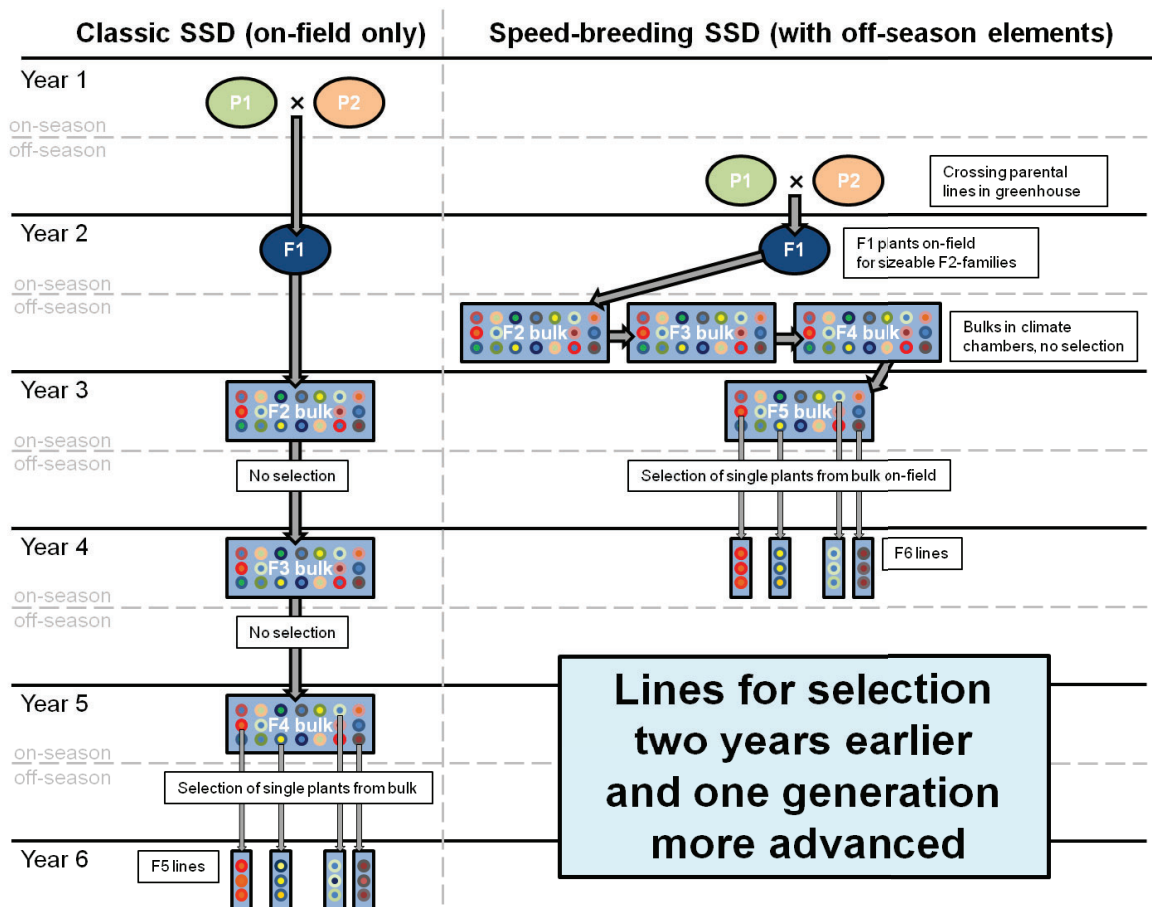 Classic SSD (on-field only)
Speed-breeding SSD (with off-season elements)
Year 1
P1 × P2
on-season
off-season
P1 × P2
Crossing parental
lines in greenhouse
Year 2
F1
F1
F1 plants on-field
for sizeable F2-families
on-season
off-season
F2 bulk
F3 bulk
F4 bulk
Bulks in climate
chambers, no selection
Year 3
F2 bulk
F5 bulk
on-season
off-season
No selection
Selection of single plants from bulk on-field
Year 4
F3 bulk
F6 lines
on-season
off-season
No selection
Year 5
F4 bulk
on-season
off-season
Selection of single plants from bulk
Lines for selection
two years earlier
and one generation
more advanced
Year 6
F5 lines